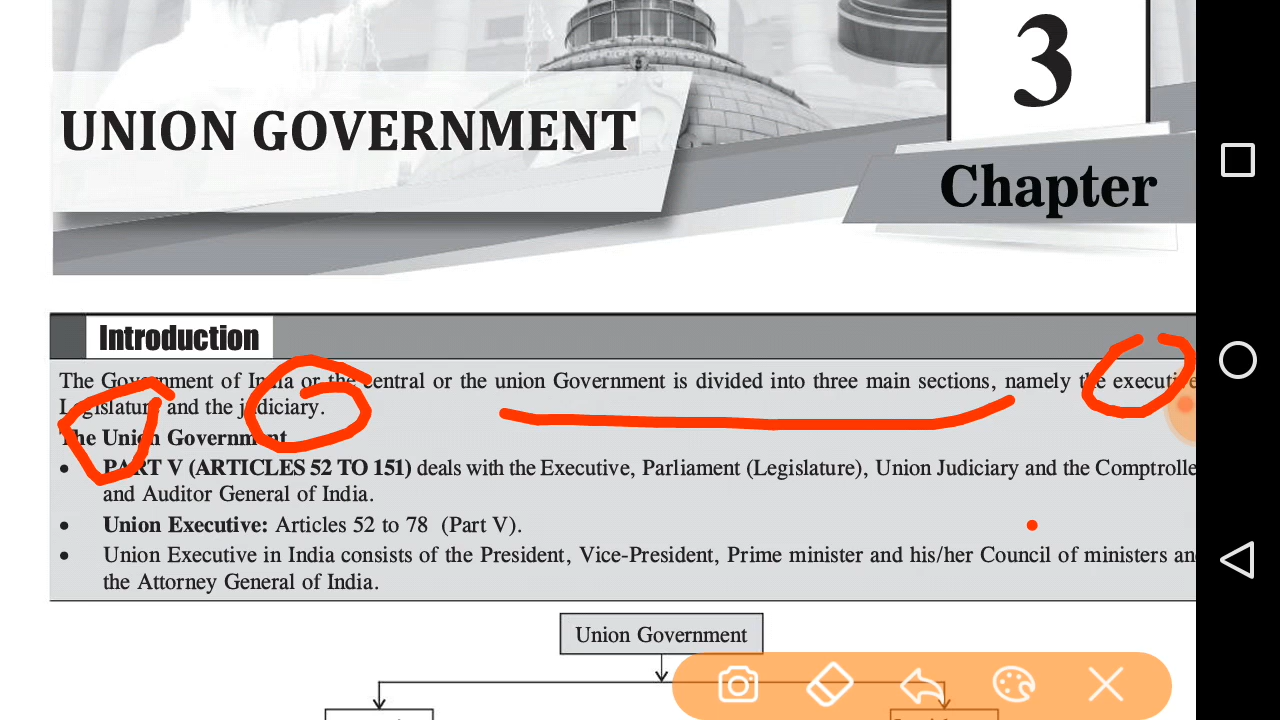 3
UNION GOVERNMENT
Chapter
Introduction
The Government of India or the central or the union Government is divided into three main sections, namely the executive
Legislature and the judiciary.
The Union Government
• PART V (ARTICLES 52 TO 151) deals with the Executive, Parliament (Legislature), Union Judiciary and the Comptrolle
and Auditor General of India.
• Union Executive: Articles 52 to 78 (Part V).
• Union Executive in India consists of the President, Vice-President, Prime minister and his/her Council of ministers an
the Attorney General of India.
Union Government